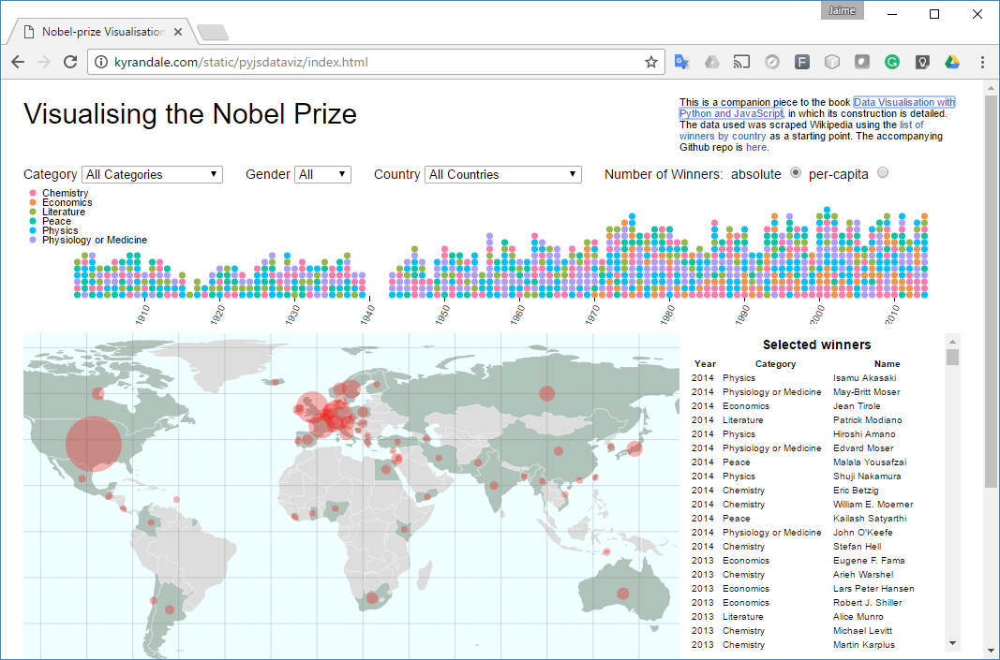 Jaime
Nobel-prize Visualisation
kyrandale.com/static/pyjsdataviz/index.html
Visualising the Nobel Prize
This is a companion piece to the book Data Visualisation with
Python and JavaScript, in which its construction is detailed.
The data used was scraped Wikipedia using the list of
winners by country as a starting point. The accompanying
Github repo is here.
Category All Categories Gender All Country All Countries Number of Winners: absolute per-capita
Chemistry
Economics
Literature
Peace
Physics
Physiology or Medicine
1910 1920 1930 1940 1950 1960 1970 1980 1990 2000 2010
Selected winners
Year Category Name
2014 Physics Isamu Akasaki
2014 Physiology or Medicine May-Britt Moser
2014 Economics Jean Tirole
2014 Literature Patrick Modiano
2014 Physics Hiroshi Amano
2014 Physiology or Medicine Edvard Moser
2014 Peace Malala Yousafzai
2014 Physics Shuji Nakamura
2014 Chemistry Eric Betzig
2014 Chemistry William E. Moerner
2014 Peace Kailash Satyarthi
2014 Physiology or Medicine John O'Keefe
2014 Chemistry Stefan Hell
2013 Economics Eugene F. Fama
2013 Chemistry Arieh Warshel
2013 Economics Lars Peter Hansen
2013 Economics Robert J. Shiller
2013 Literature Alice Munro
2013 Chemistry Michael Levitt
2013 Chemistry Martin Karplus